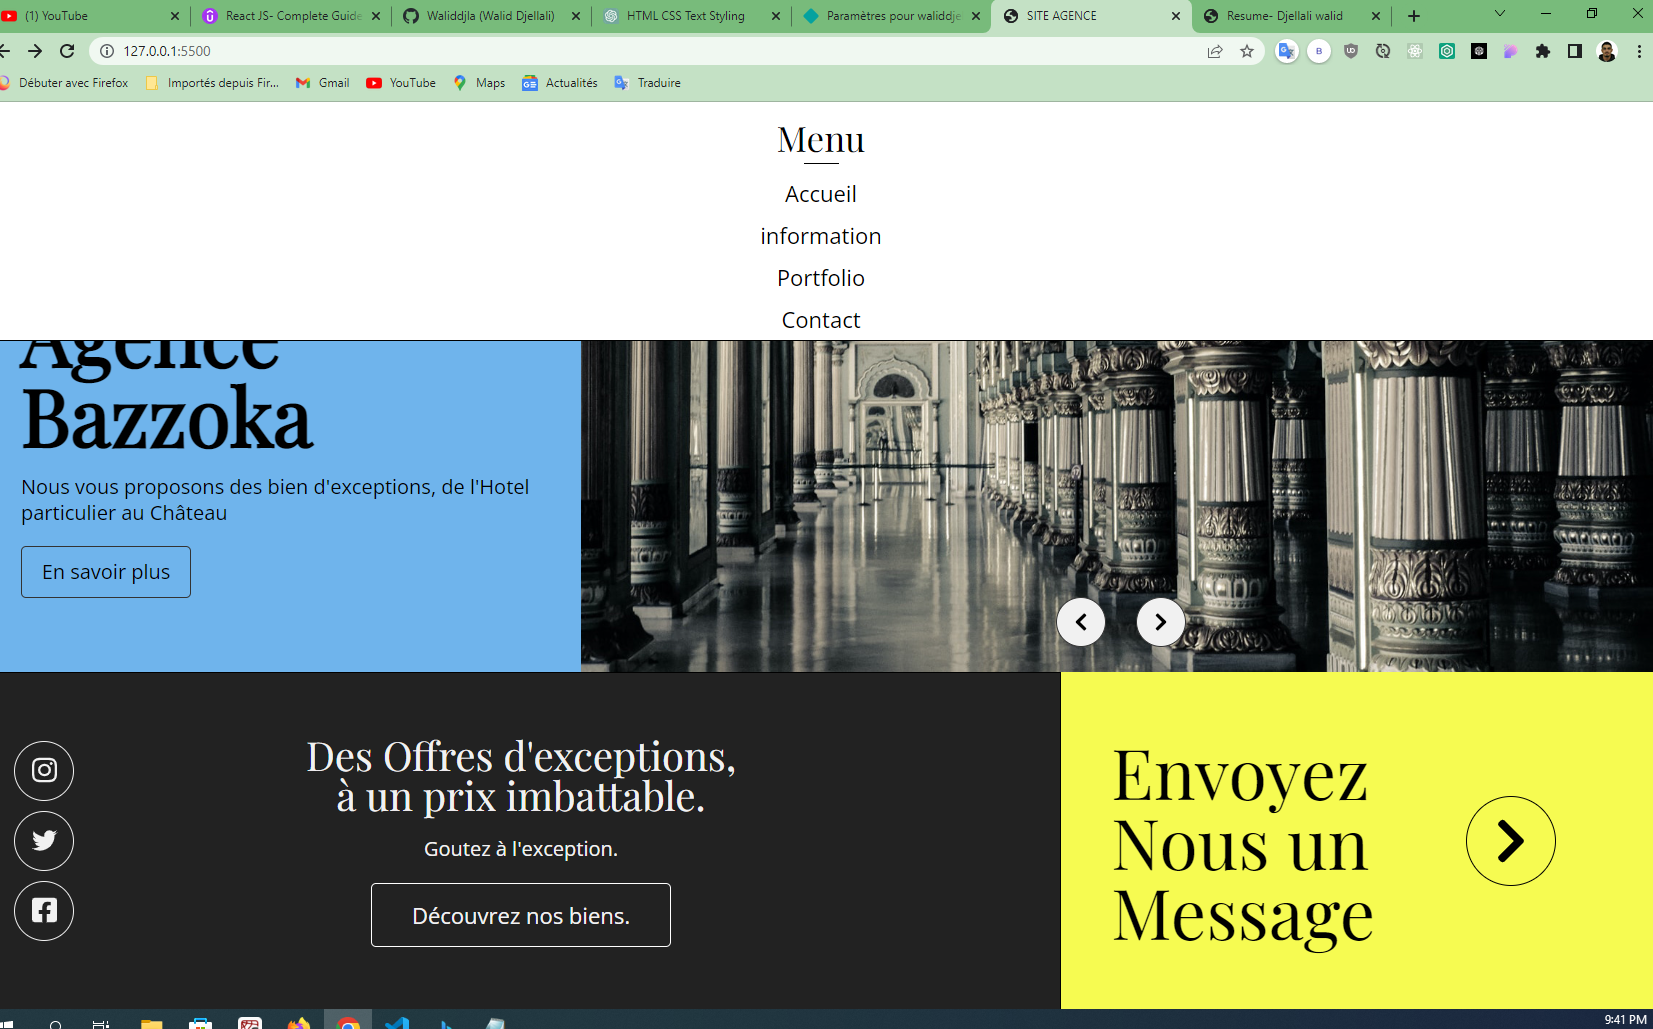 (1) YouTube
React JS- Complete Guide
Waliddjla (Walid Djellali)
HTML CSS Text Styling
Paramètres pour waliddje
SITE AGENCE
Resume- Djellali walid
127.0.0.1:5500
Débuter avec Firefox
Importés depuis Fir...
Gmail
YouTube
Maps
Actualités
Traduire
Menu
Accueil
information
Portfolio
Contact
Agence
Bazzoka
Nous vous proposons des bien d'exceptions, de l'Hotel
particulier au Château
En savoir plus
Des Offres d'exceptions,
à un prix imbattable.
Goutez à l'exception.
Découvrez nos biens.
Envoyez
Nous un
Message
9:41 PM